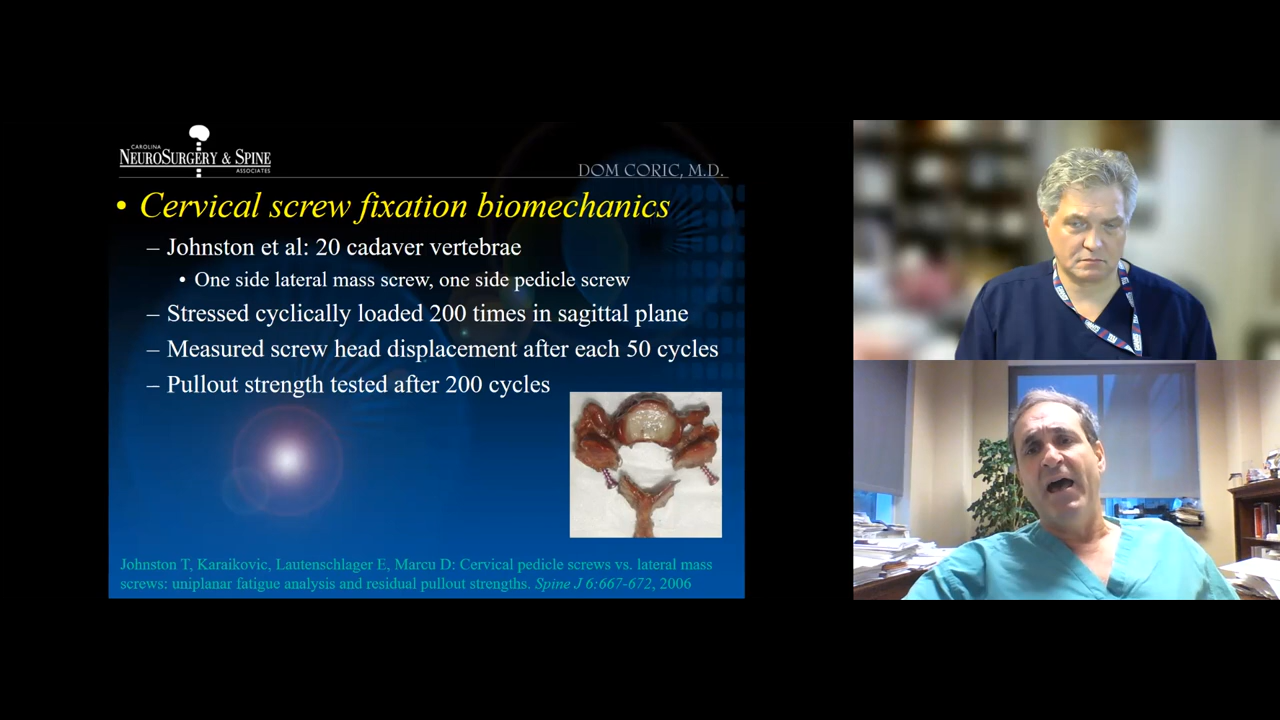 CAROLINA
NEUROSURGERY & SPINE
ASSOCIATES
DOM CORIC, M.D.
• Cervical screw fixation biomechanics
– Johnston et al: 20 cadaver vertebrae
• One side lateral mass screw, one side pedicle screw
– Stressed cyclically loaded 200 times in sagittal plane
– Measured screw head displacement after each 50 cycles
– Pullout strength tested after 200 cycles
Johnston T, Karaikovic, Lautenschlager E, Marcu D: Cervical pedicle screws vs. lateral mass
screws: uniplanar fatigue analysis and residual pullout strengths. Spine J 6:667-672, 2006